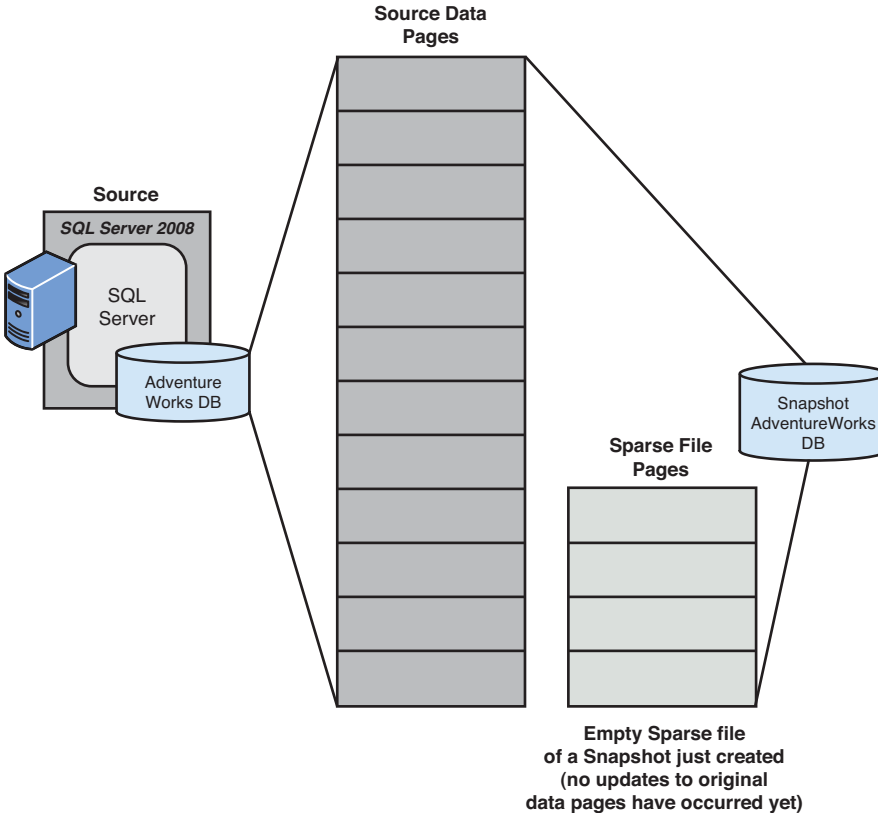 Source Data
Pages
Source
SQL Server 2008
SQL
Server
Adventure
Works DB
Snapshot
AdventureWorks
DB
Sparse File
Pages
Empty Sparse file
of a Snapshot just created
(no updates to original
data pages have occurred yet)